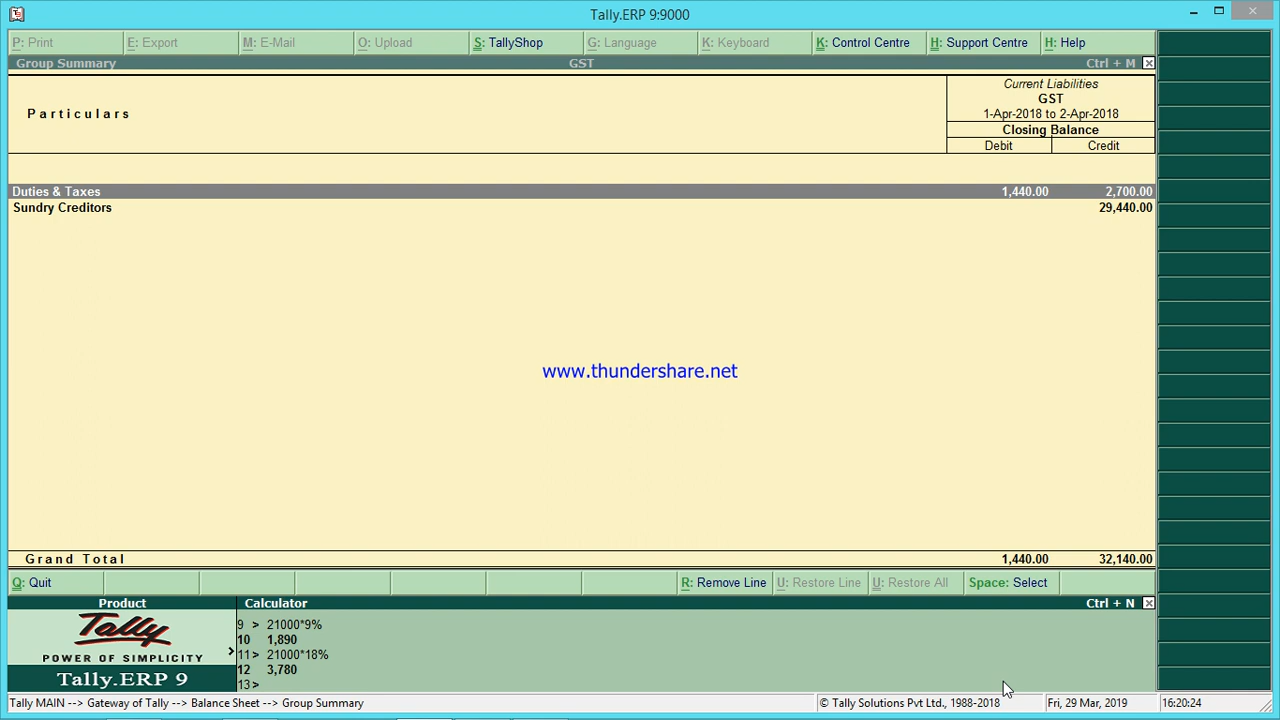 Tally.ERP 9:9000
P: Print E: Export M: E-Mail O: Upload S: TallyShop G: Language K: Keyboard K: Control Centre H: Support Centre H: Help
Group Summary GST Ctrl + M
Particulars
Current Liabilities
GST
1-Apr-2018 to 2-Apr-2018
Closing Balance
Debit Credit
Duties & Taxes 1,440.00 2,700.00
Sundry Creditors 29,440.00
www.thundershare.net
Grand Total 1,440.00 32,140.00
Q: Quit R: Remove Line U: Restore Line U: Restore All Space: Select
Product Calculator Ctrl + N
Tally
POWER OF SIMPLICITY
Tally.ERP 9
9 > 21000*9%
10 1,890
11> 21000*18%
12 3,780
13>
Tally MAIN --> Gateway of Tally --> Balance Sheet --> Group Summary © Tally Solutions Pvt Ltd., 1988-2018 Fri, 29 Mar, 2019 16:20:24